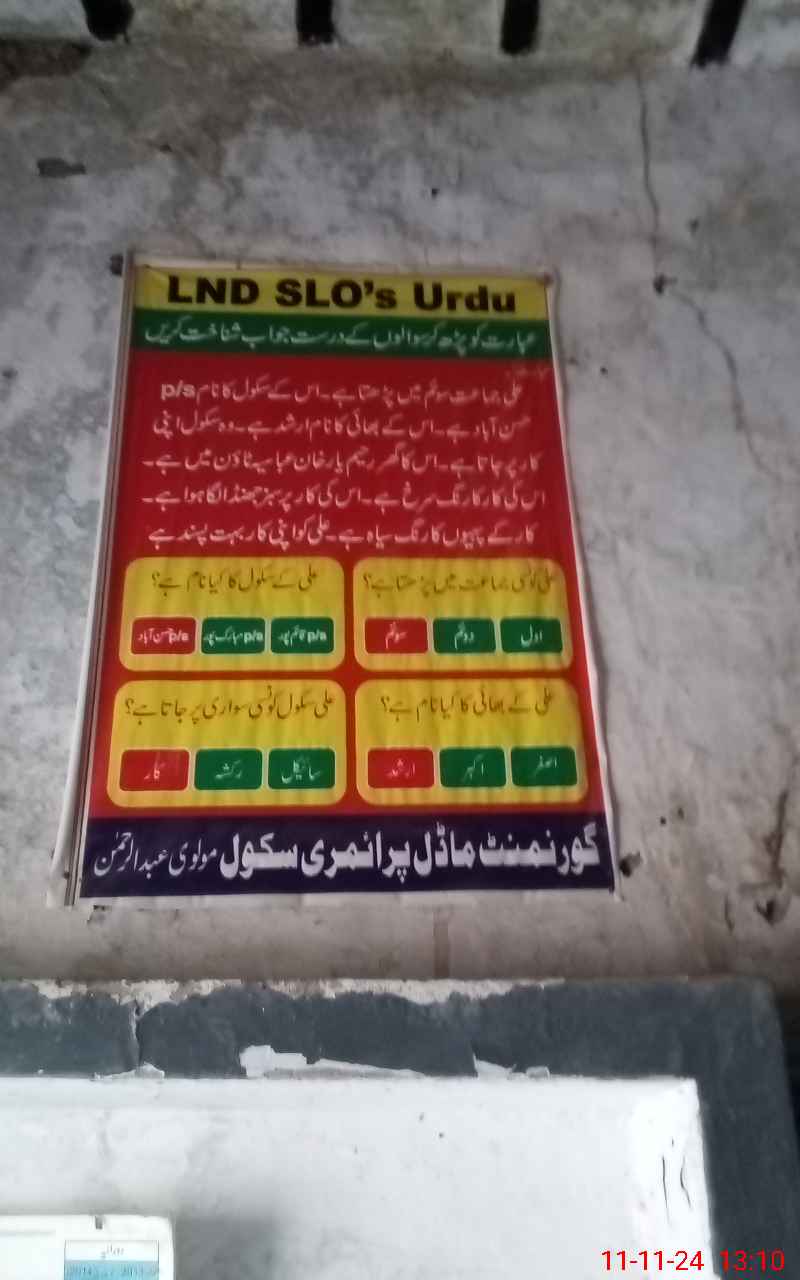 LND SLO's Urdu
عبارت کو پڑھ کر سوالوں کے درست جواب شناخت کریں
علی جماعت سوئم میں پڑھتا ہے۔ اس کے سکول کا نام p/s
حسن آباد ہے۔ اس کے بھائی کا نام ارشد ہے۔ وہ سکول اپنی
کار پر جاتا ہے۔ اس کا گھر رحیم یار خان عباسیہ ٹاؤن میں ہے۔
اس کی کار کا رنگ سرخ ہے۔ اس کی کار پر سبز جھنڈا لگا ہوا ہے۔
کار کے پہیوں کا رنگ سیاہ ہے۔ علی کو اپنی کار بہت پسند ہے
علی کونسی جماعت میں پڑھتا ہے؟
اول دوئم سوئم
علی کے سکول کا کیا نام ہے؟
p/s قائم پور p/s مبارک پور p/s حسن آباد
علی کے بھائی کا کیا نام ہے؟
اصغر اکبر ارشد
علی سکول کونسی سواری پر جاتا ہے؟
سائیکل رکشہ کار
گورنمنٹ ماڈل پرائمری سکول مولوی عبدالرحمٰن
11-11-24 13:10